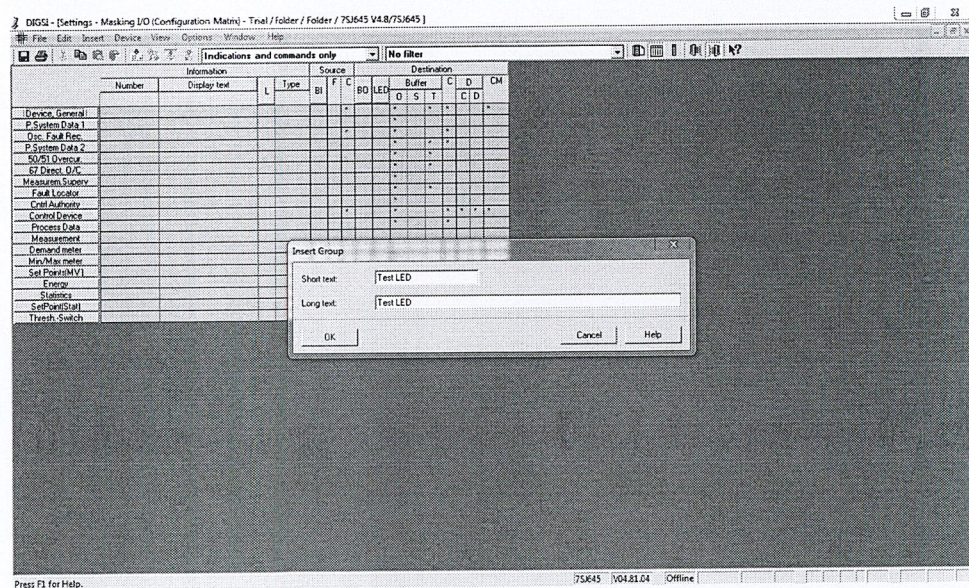 DIGSI - [Settings - Masking I/O (Configuration Matrix) - Trial / Folder / Folder / 7SJ645 V4.8/7SJ645 ]
File Edit Insert Device View Options Window Help
Indications and commands only No filter
Information Source Destination
Number Display text L Type BI F C BO LED Buffer C D CM
O S T C D
Device, General
P.System Data 1
Osc. Fault Rec.
P.System Data 2
50/51 Overcur.
67 Direct. O/C
Measurem.Superv
Fault Locator
Cntrl Authority
Control Device
Process Data
Measurement
Demand meter
Min/Max meter
Set Points(MV)
Energy
Statistics
SetPoint(Stat)
Thresh.-Switch
Insert Group
Short text: Test LED
Long text: Test LED
OK Cancel Help
Press F1 for Help. 7SJ645 V04.81.04 Offline